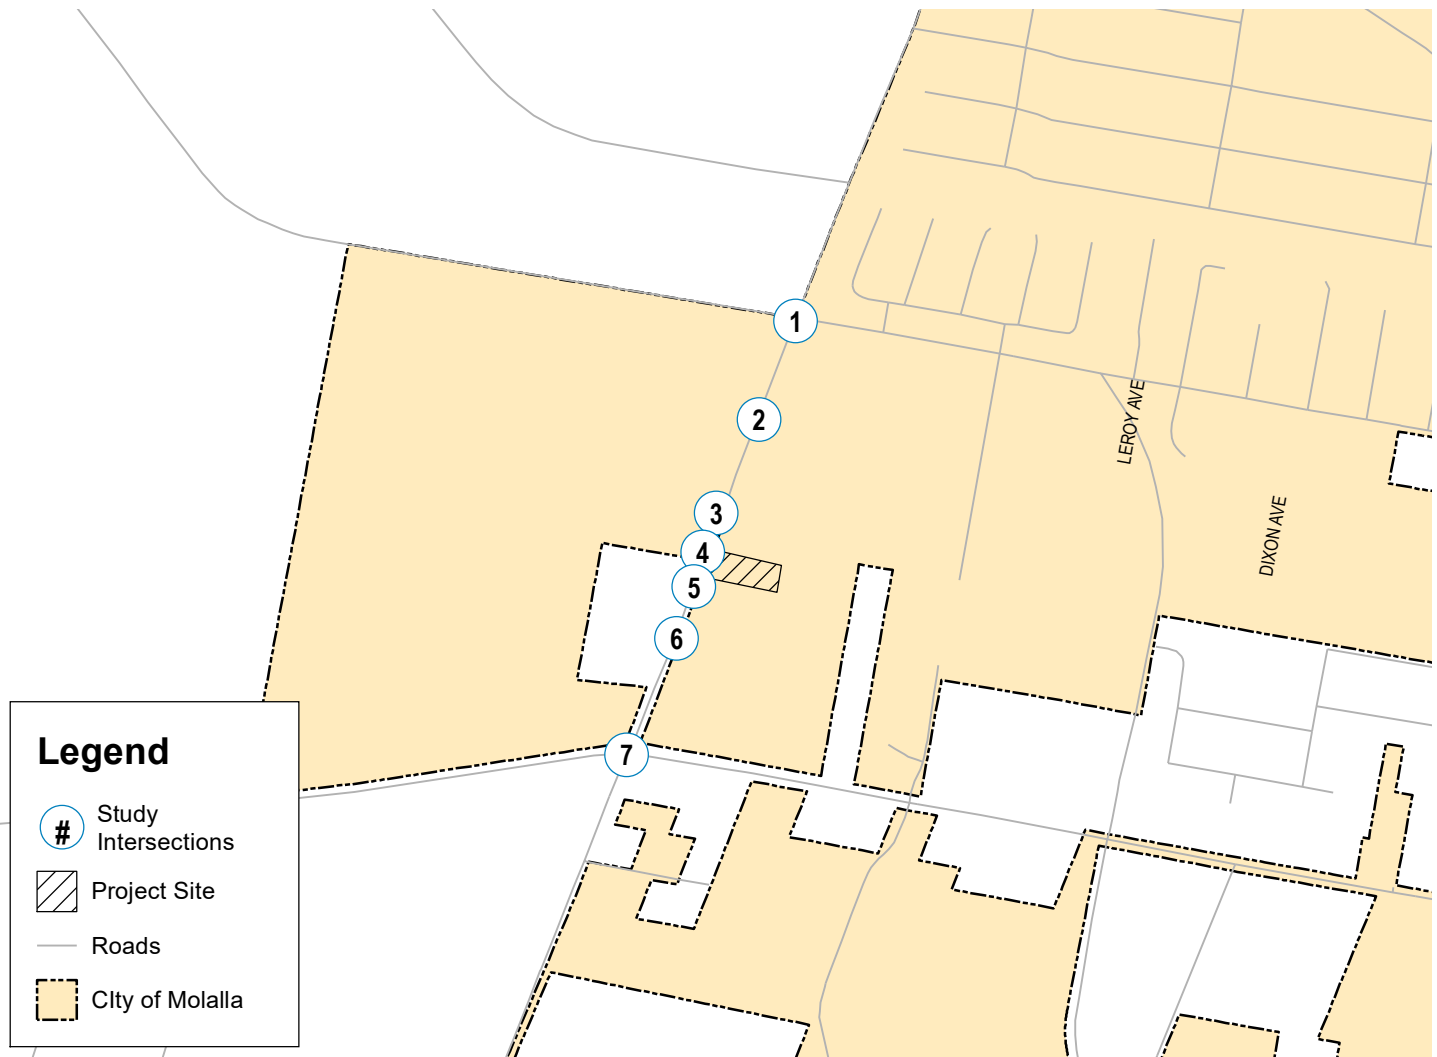 1
2
LEROY AVE
3
DIXON AVE
4
5
6
7
Legend
#
Study
Intersections
Project Site
Roads
CIty of Molalla